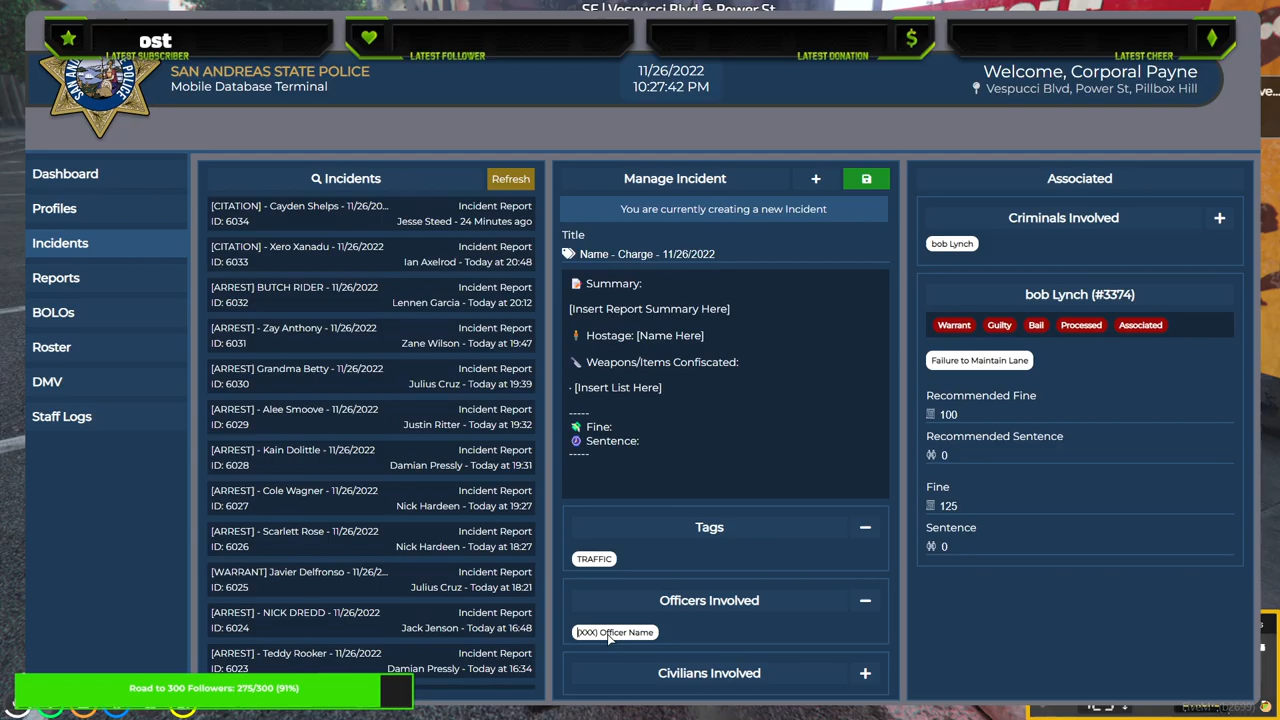 SE | Vespucci Blvd & Power St
ost
LATEST SUBSCRIBER
LATEST FOLLOWER
LATEST DONATION
LATEST CHEER
SAN ANDREAS STATE POLICE
Mobile Database Terminal
11/26/2022
10:27:42 PM
Welcome, Corporal Payne
Vespucci Blvd, Power St, Pillbox Hill
Dashboard
Profiles
Incidents
Reports
BOLOs
Roster
DMV
Staff Logs
Incidents
Refresh
[CITATION] - Cayden Shelps - 11/26/20... Incident Report
ID: 6034 Jesse Steed - 24 Minutes ago
[CITATION] - Xero Xanadu - 11/26/2022 Incident Report
ID: 6033 Ian Axelrod - Today at 20:48
[ARREST] BUTCH RIDER - 11/26/2022 Incident Report
ID: 6032 Lennen Garcia - Today at 20:12
[ARREST] - Zay Anthony - 11/26/2022 Incident Report
ID: 6031 Zane Wilson - Today at 19:47
[ARREST] Grandma Betty - 11/26/2022 Incident Report
ID: 6030 Julius Cruz - Today at 19:39
[ARREST] - Alee Smoove - 11/26/2022 Incident Report
ID: 6029 Justin Ritter - Today at 19:32
[ARREST] - Kain Dolittle - 11/26/2022 Incident Report
ID: 6028 Damian Pressly - Today at 19:31
[ARREST] - Cole Wagner - 11/26/2022 Incident Report
ID: 6027 Nick Hardeen - Today at 19:27
[ARREST] - Scarlett Rose - 11/26/2022 Incident Report
ID: 6026 Nick Hardeen - Today at 18:27
[WARRANT] Javier Delfronso - 11/26/2... Incident Report
ID: 6025 Julius Cruz - Today at 18:21
[ARREST] - NICK DREDD - 11/26/2022 Incident Report
ID: 6024 Jack Jenson - Today at 16:48
[ARREST] - Teddy Rooker - 11/26/2022 Incident Report
ID: 6023 Damian Pressly - Today at 16:34
Road to 300 Followers: 275/300 (91%)
Manage Incident
You are currently creating a new Incident
Title
Name - Charge - 11/26/2022
Summary:
[Insert Report Summary Here]
Hostage: [Name Here]
Weapons/Items Confiscated:
· [Insert List Here]
-----
Fine:
Sentence:
-----
Tags
TRAFFIC
Officers Involved
(XXX) Officer Name
Civilians Involved
Associated
Criminals Involved
bob Lynch
bob Lynch (#3374)
Warrant Guilty Bail Processed Associated
Failure to Maintain Lane
Recommended Fine
100
Recommended Sentence
0
Fine
125
Sentence
0